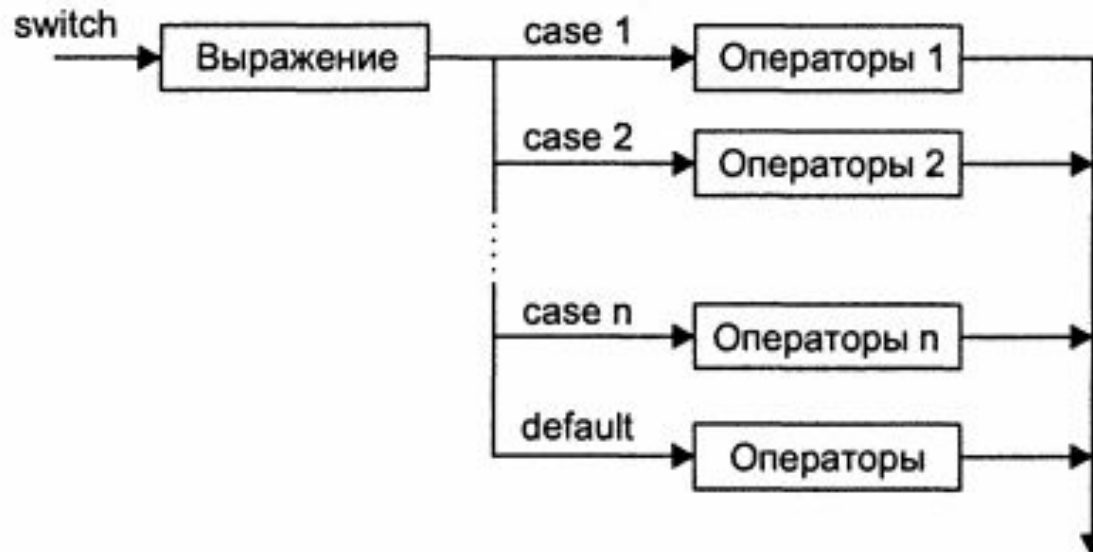 switch
Выражение
case 1
Операторы 1
case 2
Операторы 2
case n
Операторы n
default
Операторы